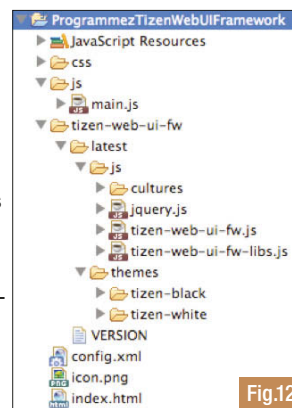 ProgrammezTizenWebUIFramework
JavaScript Resources
css
js
main.js
tizen-web-ui-fw
latest
js
cultures
jquery.js
tizen-web-ui-fw.js
tizen-web-ui-fw-libs.js
themes
tizen-black
tizen-white
VERSION
config.xml
icon.png
index.html
Fig.12